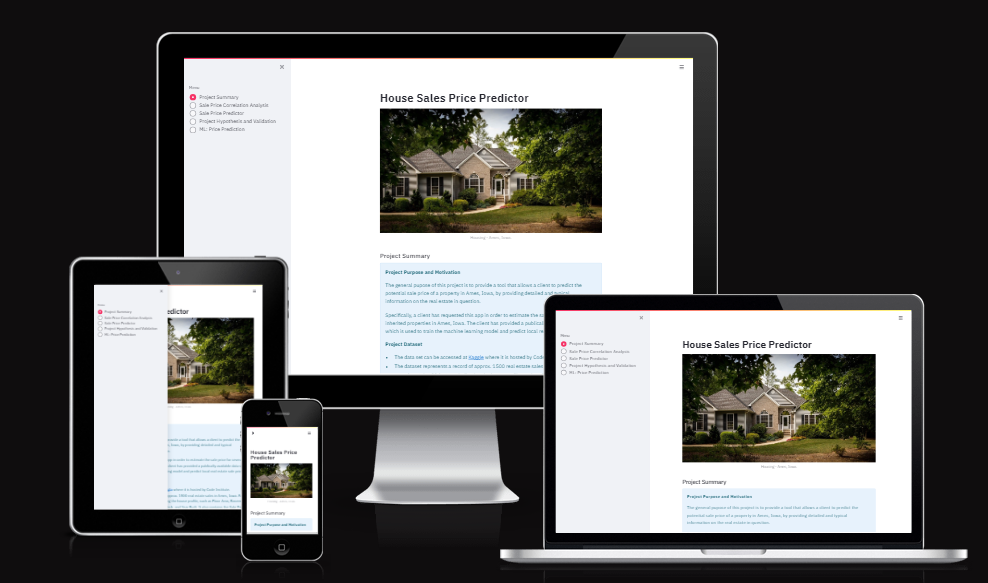 Menu
Project Summary
Sale Price Correlation Analysis
Sale Price Predictor
Project Hypothesis and Validation
ML: Price Prediction
House Sales Price Predictor
Housing: Ames, Iowa
Project Summary
Project Purpose and Motivation
The general pupose of this project is to provide a tool that allows a client to predict the
potential sale price of a property in Ames, Iowa, by providing detailed and typical
information on the real estate in question.
Specifically, a client has requested this app in order to estimate the
inherited properties in Ames, Iowa. The client has provided a
which is used to train the machine learning model and predict local
Project Dataset
The data set can be accessed at Kaggle where it is hosted by Code
The dataset represents a record of approx. 1500 real estate sales
Menu
Project Summary
Sale Price Correlation Analysis
Sale Price Predictor
Project Hypothesis and Validation
ML: Price Prediction
edictor
House Sales Price
Predictor
Project Summary
Project Purpose and Motivation
Menu
Project Summary
Sale Price Correlation Analysis
Sale Price Predictor
Project Hypothesis and Validation
ML: Price Prediction
House Sales Price Predictor
Housing: Ames, Iowa
Project Summary
Project Purpose and Motivation
The general pupose of this project is to provide a tool that allows a client to predict the
potential sale price of a property in Ames, Iowa, by providing detailed and typical
information on the real estate in question.